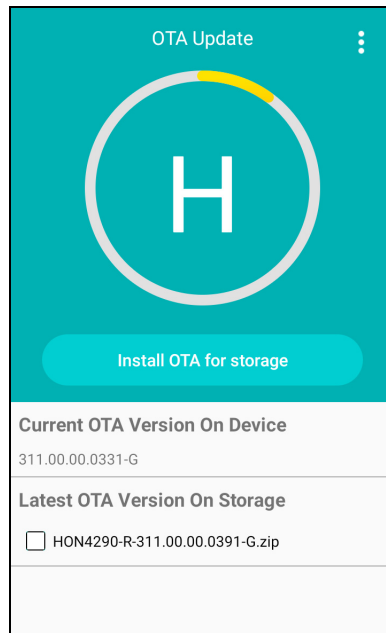 OTA Update
H
Install OTA for storage
Current OTA Version On Device
311.00.00.0331-G
Latest OTA Version On Storage
HON4290-R-311.00.00.0391-G.zip